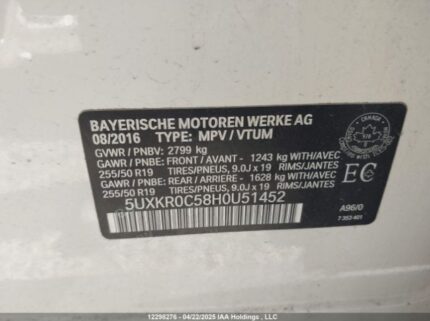 BAYERISCHE MOTOREN WERKE AG
08/2016 TYPE: MPV / VTUM
GVWR / PNBV: 2799 kg
GAWR / PNBE: FRONT / AVANT - 1243 kg WITH/AVEC
255/50 R19 TIRES/PNEUS, 9.0J x 19 RIMS/JANTES
GAWR / PNBE: REAR / ARRIERE - 1628 kg WITH/AVEC
255/50 R19 TIRES/PNEUS, 9.0J x 19 RIMS/JANTES
5UXKR0C58H0U51452
EC
A96/0
7 353 401
12298276 - 04/22/2025 IAA Holdings , LLC